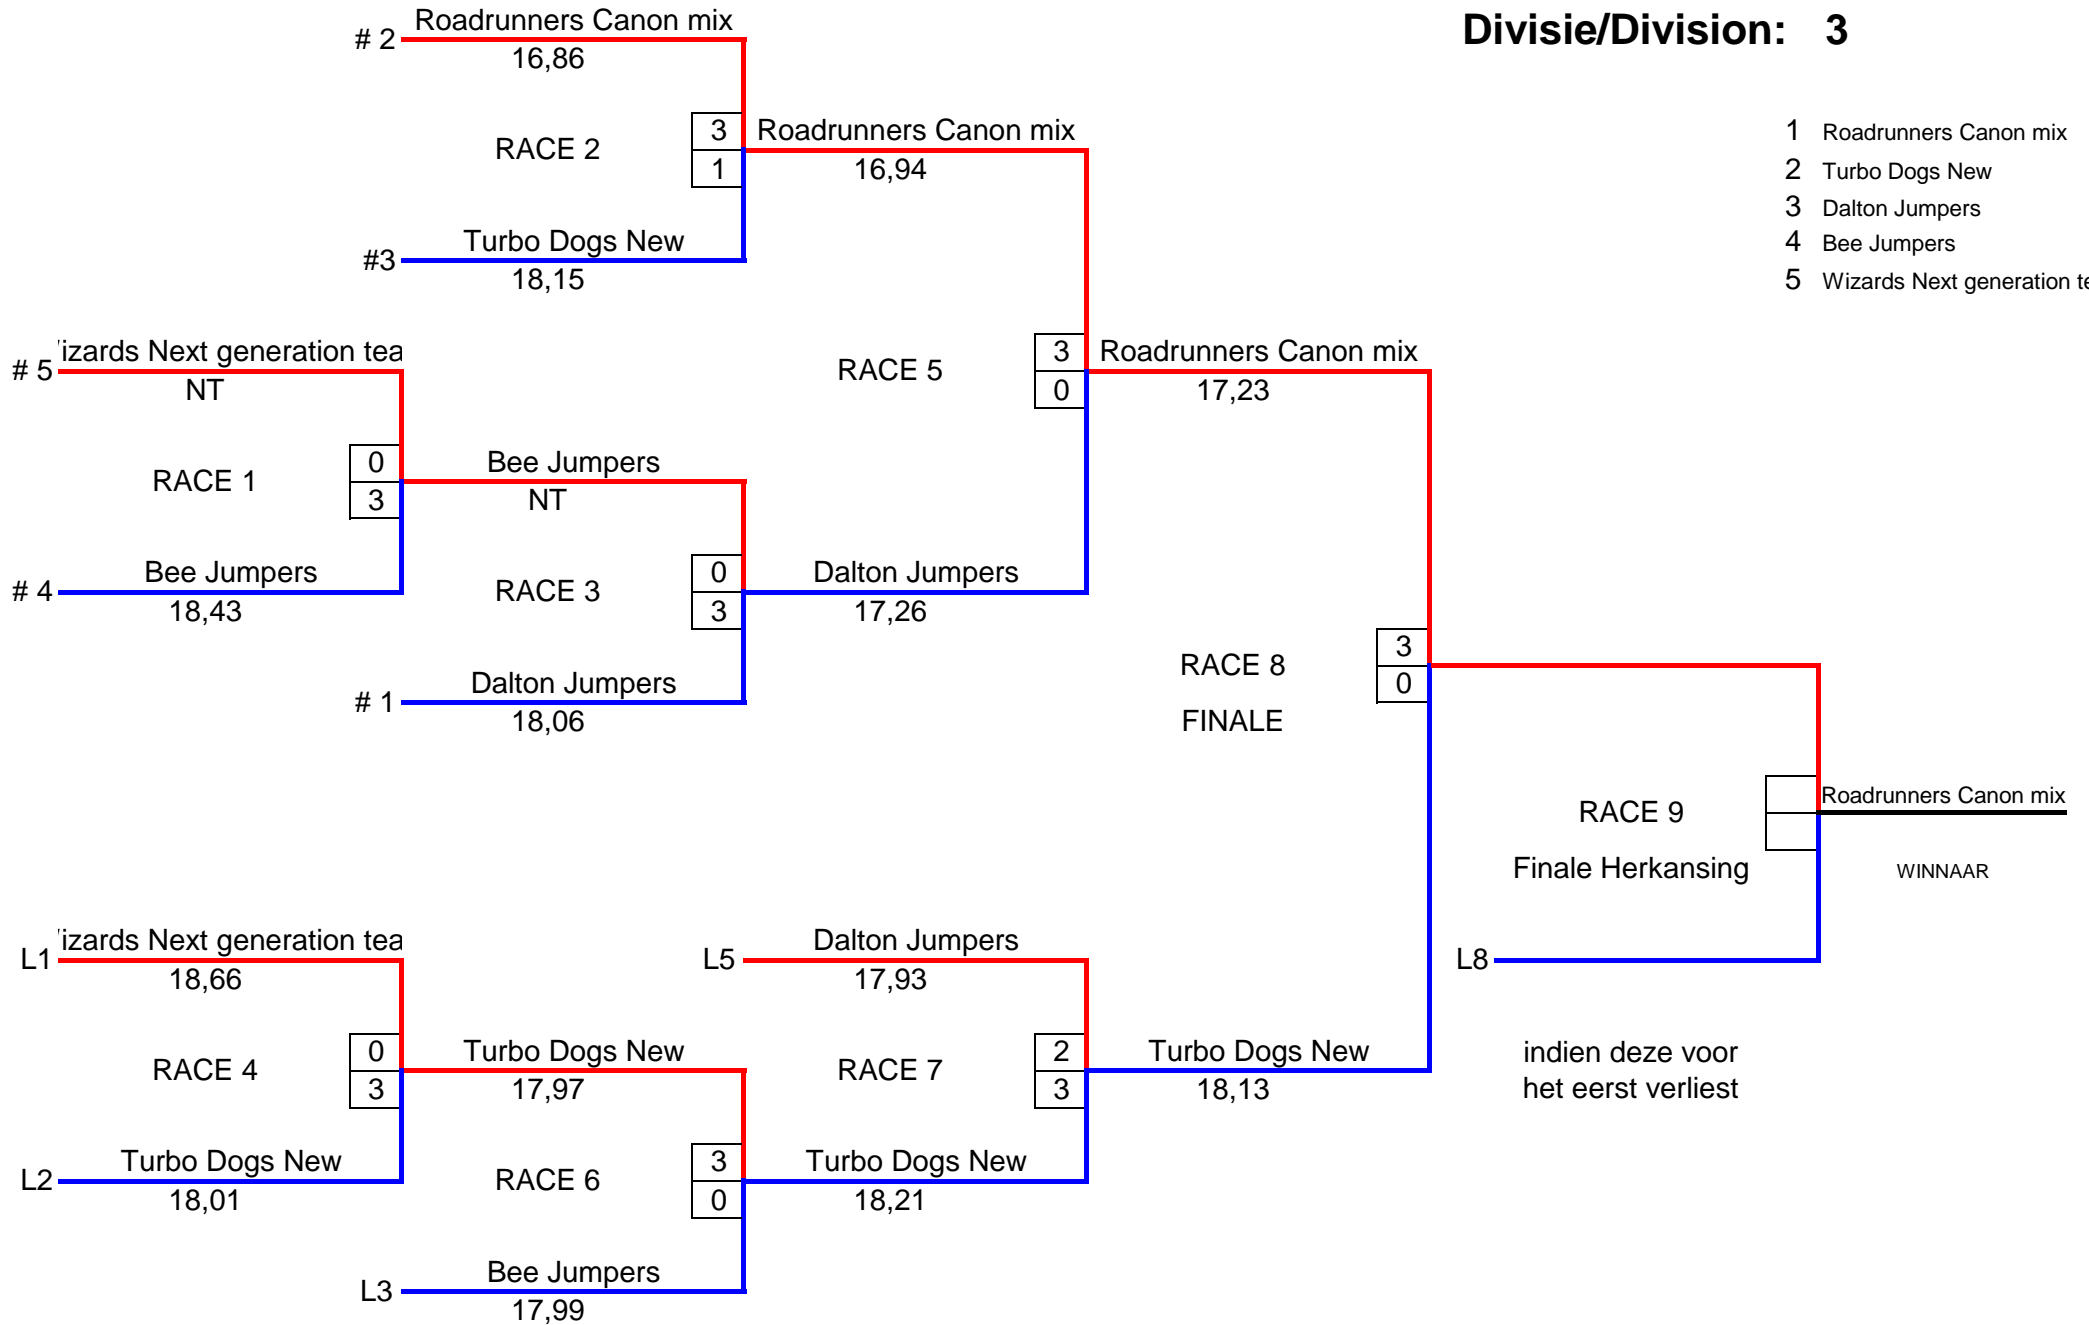 Divisie/Division: 3
1 Roadrunners Canon mix
2 Turbo Dogs New
3 Dalton Jumpers
4 Bee Jumpers
5 Wizards Next generation te
# 2
Roadrunners Canon mix
16,86
RACE 2
3
1
#3
Turbo Dogs New
18,15
Roadrunners Canon mix
16,94
# 5
izards Next generation tea
NT
RACE 1
0
3
# 4
Bee Jumpers
18,43
Bee Jumpers
NT
RACE 3
0
3
# 1
Dalton Jumpers
18,06
RACE 5
3
0
Dalton Jumpers
17,26
Roadrunners Canon mix
17,23
RACE 8
3
0
FINALE
RACE 9
Finale Herkansing
Roadrunners Canon mix
WINNAAR
L8
indien deze voor
het eerst verliest
L1
izards Next generation tea
18,66
RACE 4
0
3
L2
Turbo Dogs New
18,01
Turbo Dogs New
17,97
RACE 6
3
0
L3
Bee Jumpers
17,99
L5
Dalton Jumpers
17,93
RACE 7
2
3
Turbo Dogs New
18,21
Turbo Dogs New
18,13